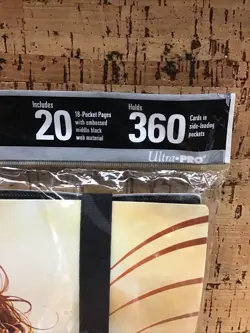 Includes
20
18-Pocket Pages
with embossed
middle black
web material
Holds
360
Cards in
side-loading
pockets
Ultra•PRO®